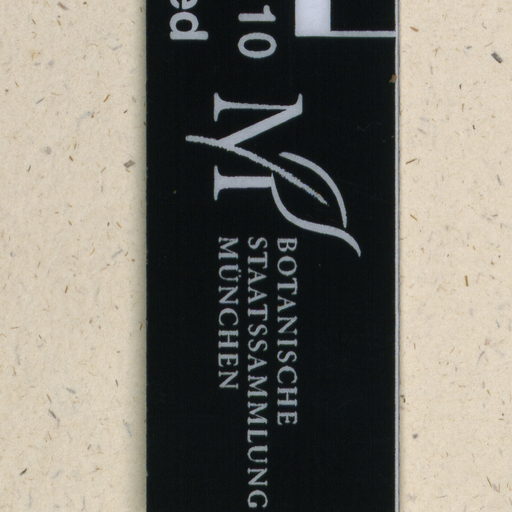 10
ed
BOTANISCHE
STAATSSAMMLUNG
MÜNCHEN